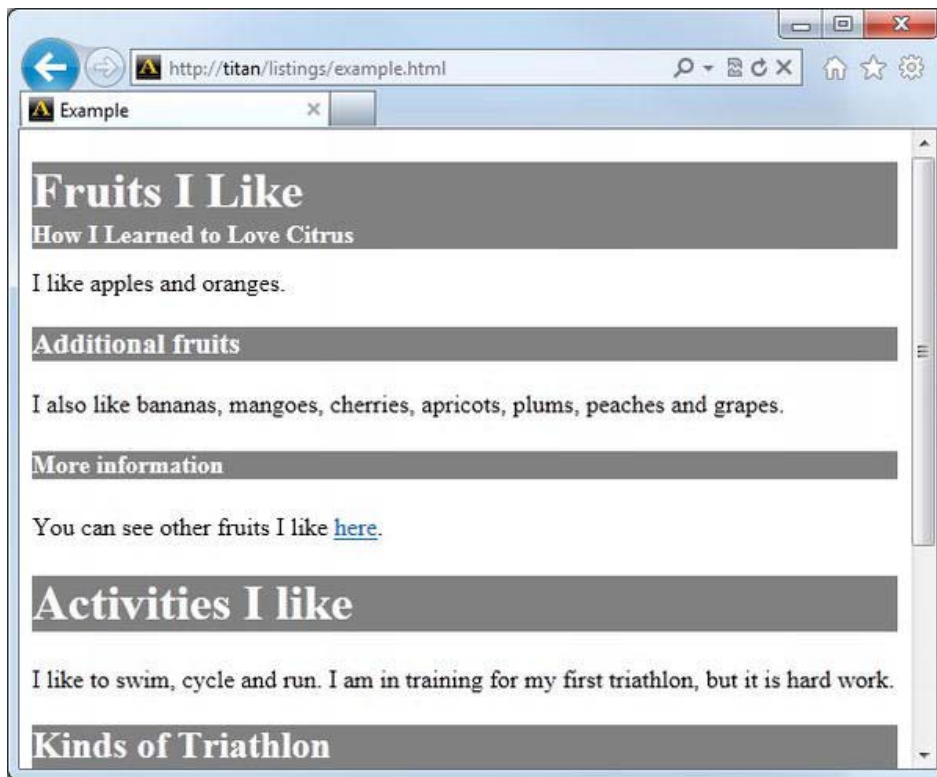 http://titan/listings/example.html
Example
Fruits I Like
How I Learned to Love Citrus
I like apples and oranges.
Additional fruits
I also like bananas, mangoes, cherries, apricots, plums, peaches and grapes.
More information
You can see other fruits I like here.
Activities I like
I like to swim, cycle and run. I am in training for my first triathlon, but it is hard work.
Kinds of Triathlon